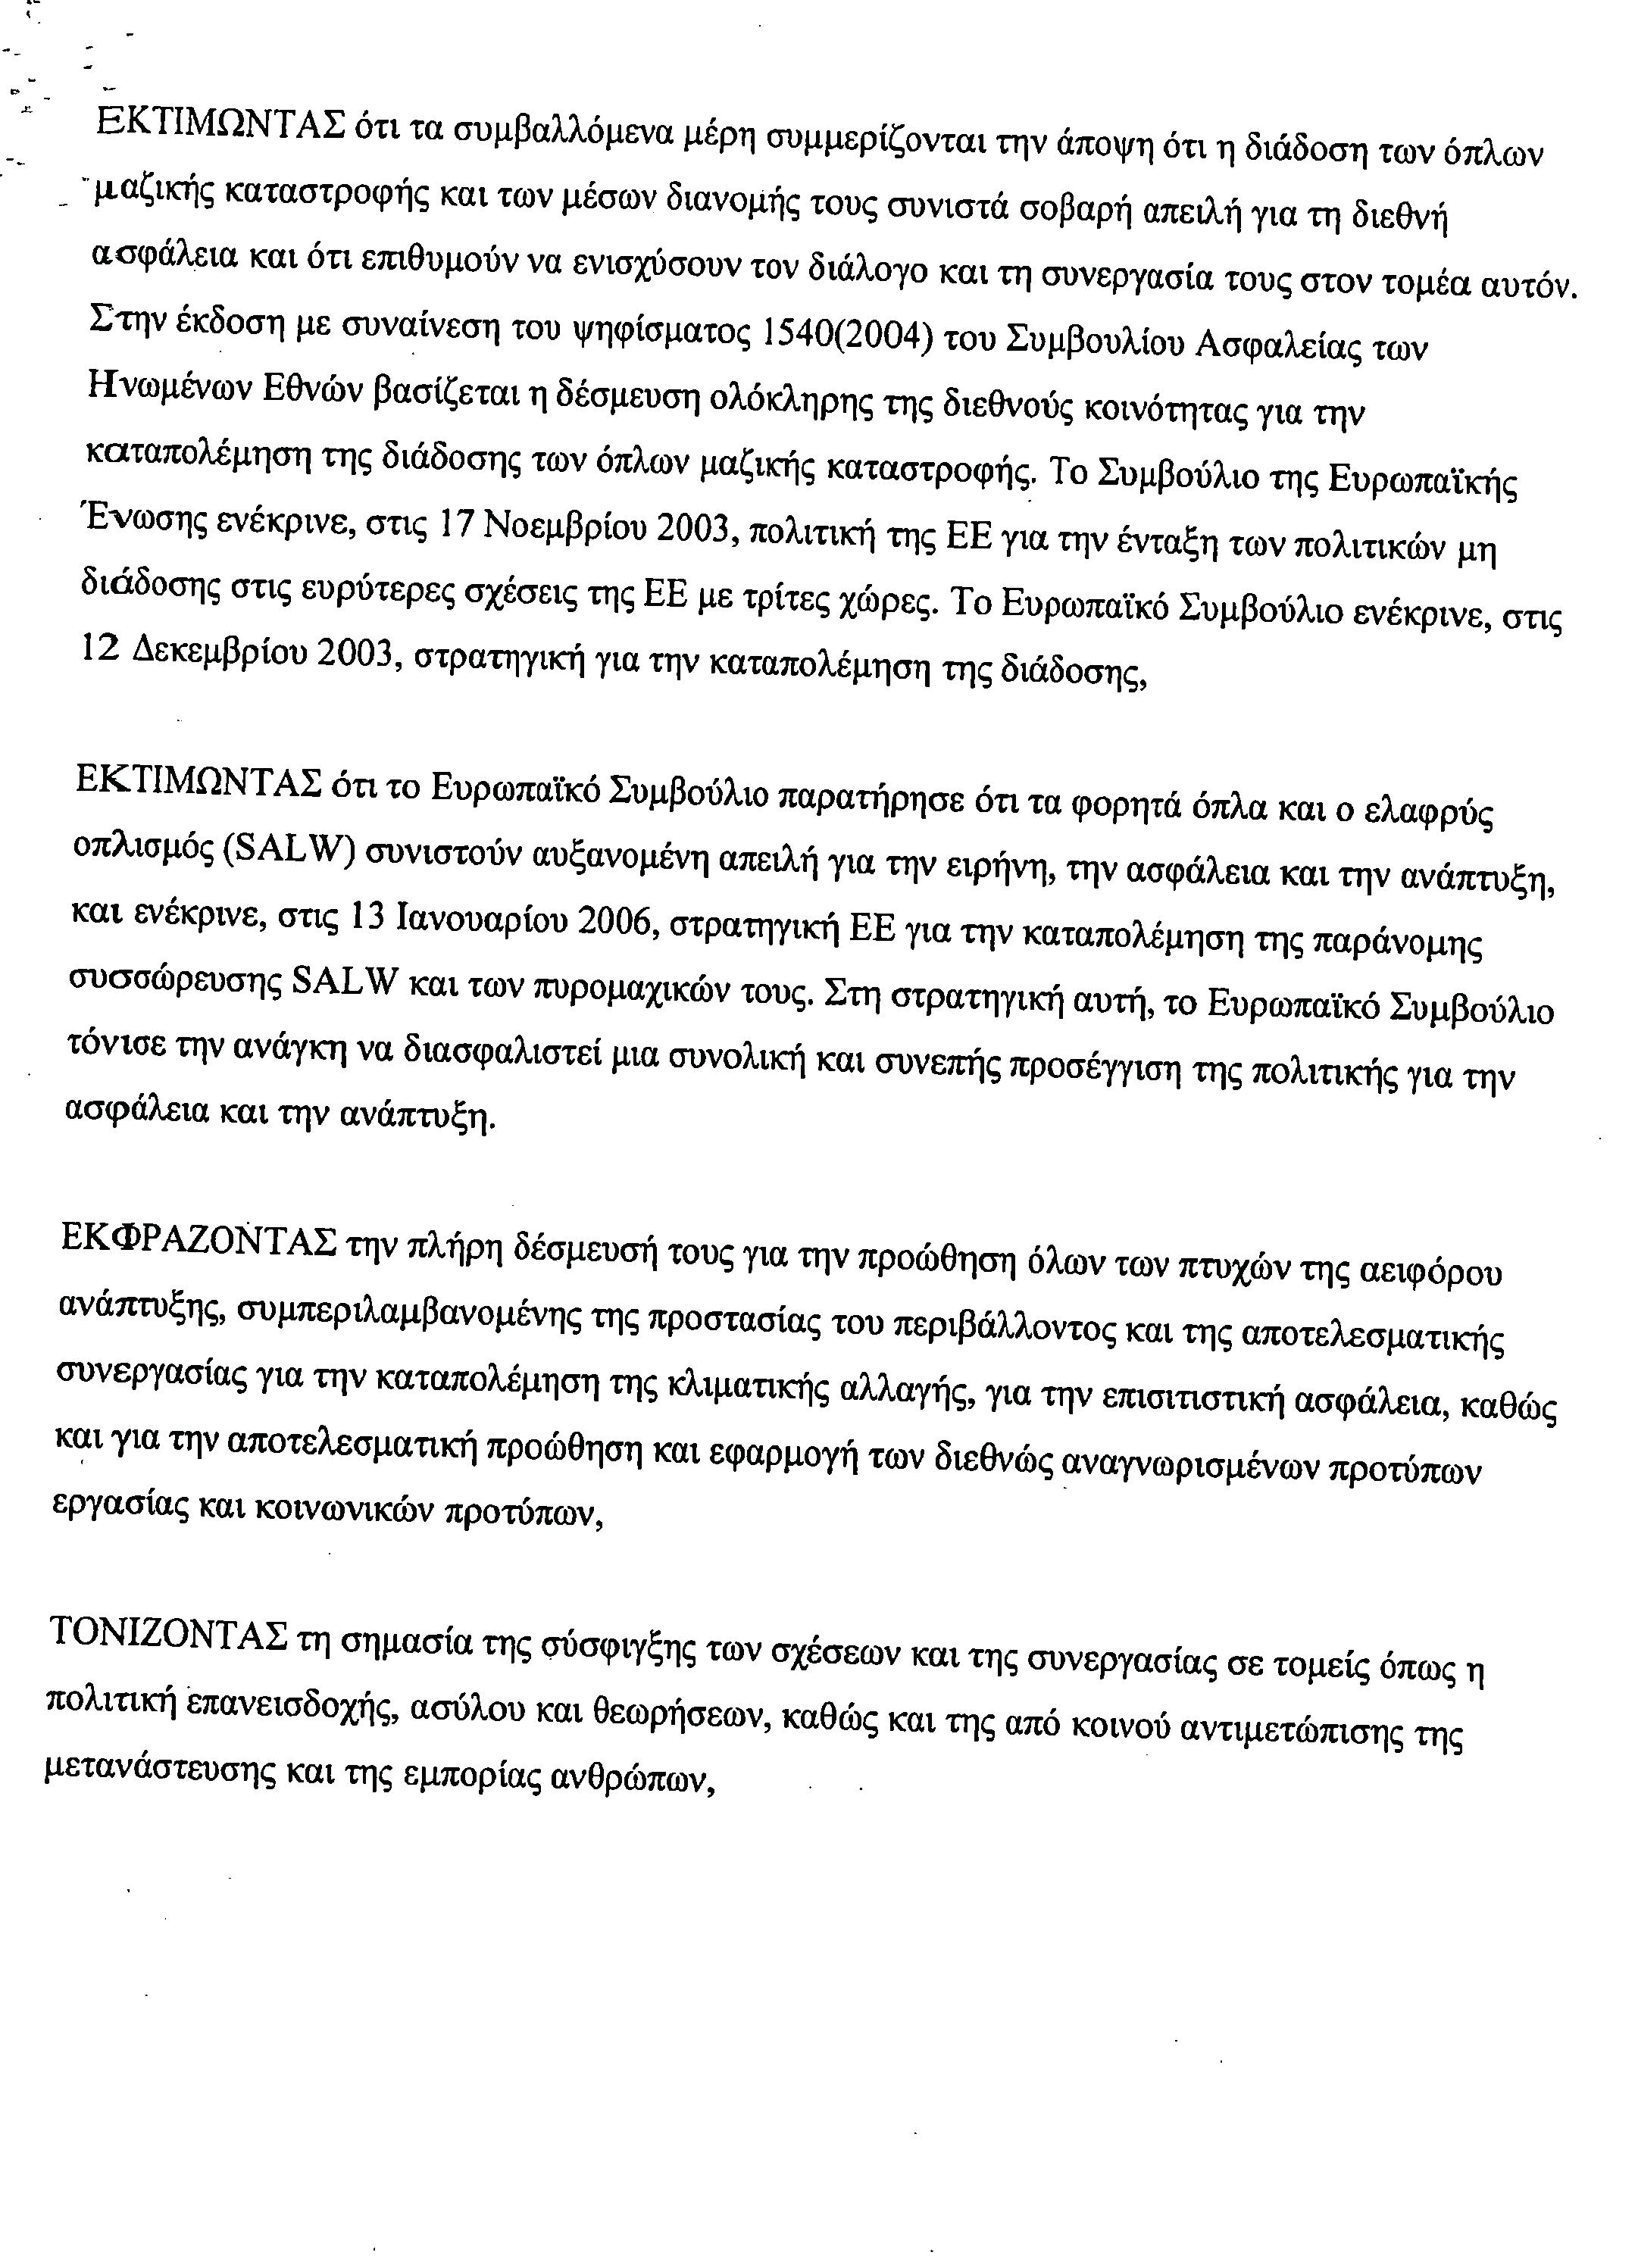 ΕΚΤΙΜΩΝΤΑΣ ότι τα συμβαλλόμενα μέρη συμμερίζονται την άποψη ότι η διάδοση των όπλων
μαζικής καταστροφής και των μέσων διανομής τους συνιστά σοβαρή απειλή για τη διεθνή
ασφάλεια και ότι επιθυμούν να ενισχύσουν τον διάλογο και τη συνεργασία τους στον τομέα αυτόν.
Στην έκδοση με συναίνεση του ψηφίσματος 1540(2004) του Συμβουλίου Ασφαλείας των
Ηνωμένων Εθνών βασίζεται η δέσμευση ολόκληρης της διεθνούς κοινότητας για την
καταπολέμηση της διάδοσης των όπλων μαζικής καταστροφής. Το Συμβούλιο της Ευρωπαϊκής
Ένωσης ενέκρινε, στις 17 Νοεμβρίου 2003, πολιτική της ΕΕ για την ένταξη των πολιτικών μη
διάδοσης στις ευρύτερες σχέσεις της ΕΕ με τρίτες χώρες. Το Ευρωπαϊκό Συμβούλιο ενέκρινε, στις
12 Δεκεμβρίου 2003, στρατηγική για την καταπολέμηση της διάδοσης,
ΕΚΤΙΜΩΝΤΑΣ ότι το Ευρωπαϊκό Συμβούλιο παρατήρησε ότι τα φορητά όπλα και ο ελαφρύς
οπλισμός (SALW) συνιστούν αυξανομένη απειλή για την ειρήνη, την ασφάλεια και την ανάπτυξη,
και ενέκρινε, στις 13 Ιανουαρίου 2006, στρατηγική ΕΕ για την καταπολέμηση της παράνομης
συσσώρευσης SALW και των πυρομαχικών τους. Στη στρατηγική αυτή, το Ευρωπαϊκό Συμβούλιο
τόνισε την ανάγκη να διασφαλιστεί μια συνολική και συνεπής προσέγγιση της πολιτικής για την
ασφάλεια και την ανάπτυξη.
ΕΚΦΡΑΖΟΝΤΑΣ την πλήρη δέσμευσή τους για την προώθηση όλων των πτυχών της αειφόρου
ανάπτυξης, συμπεριλαμβανομένης της προστασίας του περιβάλλοντος και της αποτελεσματικής
συνεργασίας για την καταπολέμηση της κλιματικής αλλαγής, για την επισιτιστική ασφάλεια, καθώς
και για την αποτελεσματική προώθηση και εφαρμογή των διεθνώς αναγνωρισμένων προτύπων
εργασίας και κοινωνικών προτύπων,
ΤΟΝΙΖΟΝΤΑΣ τη σημασία της σύσφιγξης των σχέσεων και της συνεργασίας σε τομείς όπως η
πολιτική επανεισδοχής, ασύλου και θεωρήσεων, καθώς και της από κοινού αντιμετώπισης της
μετανάστευσης και της εμπορίας ανθρώπων,